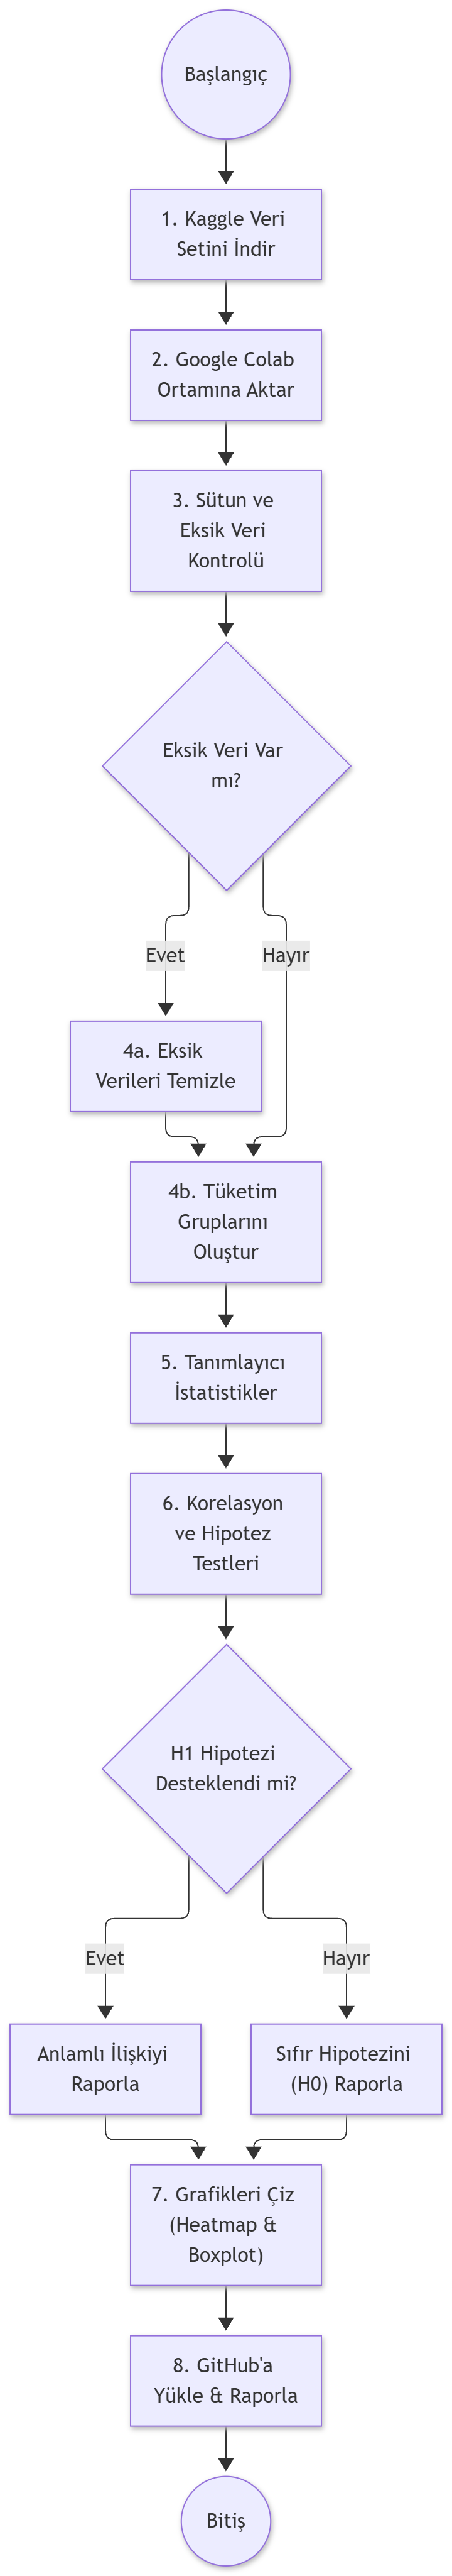 Başlangıç
1. Kaggle Veri
Setini İndir
2. Google Colab
Ortamına Aktar
3. Sütun ve
Eksik Veri
Kontrolü
Eksik Veri Var
mı?
Evet
Hayır
4a. Eksik
Verileri Temizle
4b. Tüketim
Gruplarını
Oluştur
5. Tanımlayıcı
İstatistikler
6. Korelasyon
ve Hipotez
Testleri
H1 Hipotezi
Desteklendi mi?
Evet
Hayır
Anlamlı İlişkiyi
Raporla
Sıfır Hipotezini
(H0) Raporla
7. Grafikleri Çiz
(Heatmap &
Boxplot)
8. GitHub'a
Yükle & Raporla
Bitiş